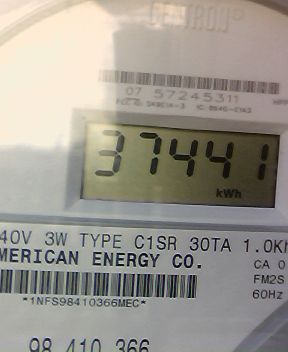 CENTRON®
07 57245311
37441
kWh
40V 3W TYPE C1SR 30TA 1.0Kh
MERICAN ENERGY CO.
CA 0
FM2S
60Hz
*1NFS98410366MEC*
98 410 366